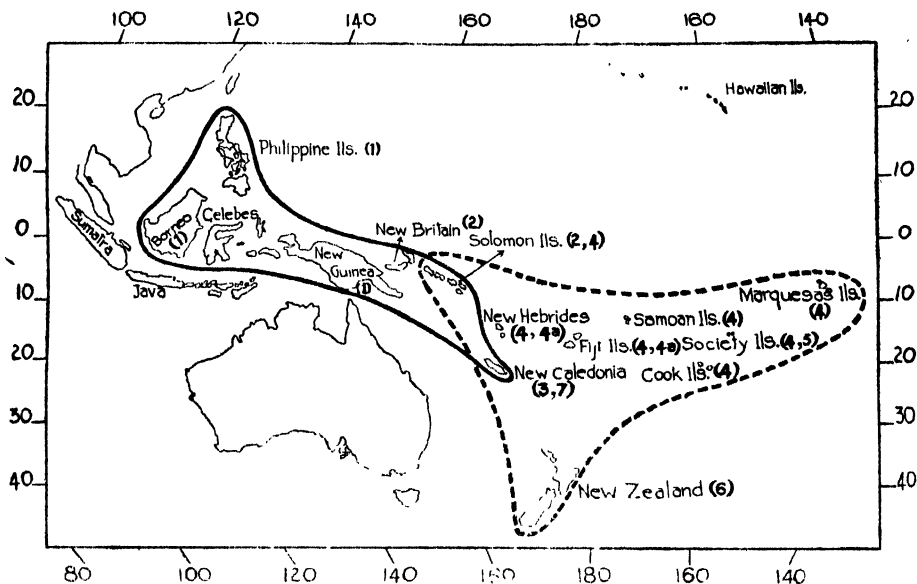 100 120 140 160 180 160 140
Hawaiian Ils.
20 20
Philippine Ils. (1)
10 10
Sumatra
Borneo
(1)
Celebes
New Britain (2)
Solomon Ils. (2,4)
0 0
New
Guinea
(1)
Java
Marquesas Ils.
(4)
10 10
New Hebrides
(4, 4a)
Samoan Ils. (4)
Fiji Ils. (4,4a)
Society Ils. (4,5)
20 20
New Caledonia
(3,7)
Cook Ils. (4)
30 30
40 40
New Zealand (6)
80 100 120 140 160 180 160 140